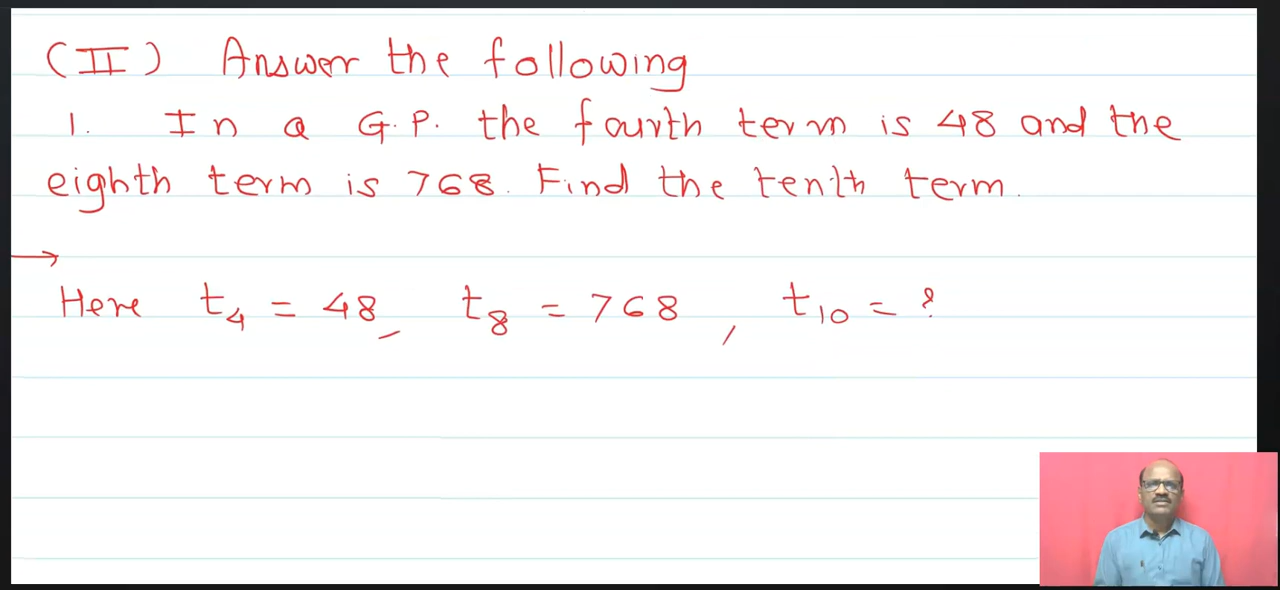 (II) Answer the following
1. In a G.P. the fourth term is 48 and the
eighth term is 768. Find the tenth term.
→
Here t₄ = 48, t₈ = 768, t₁₀ = ?